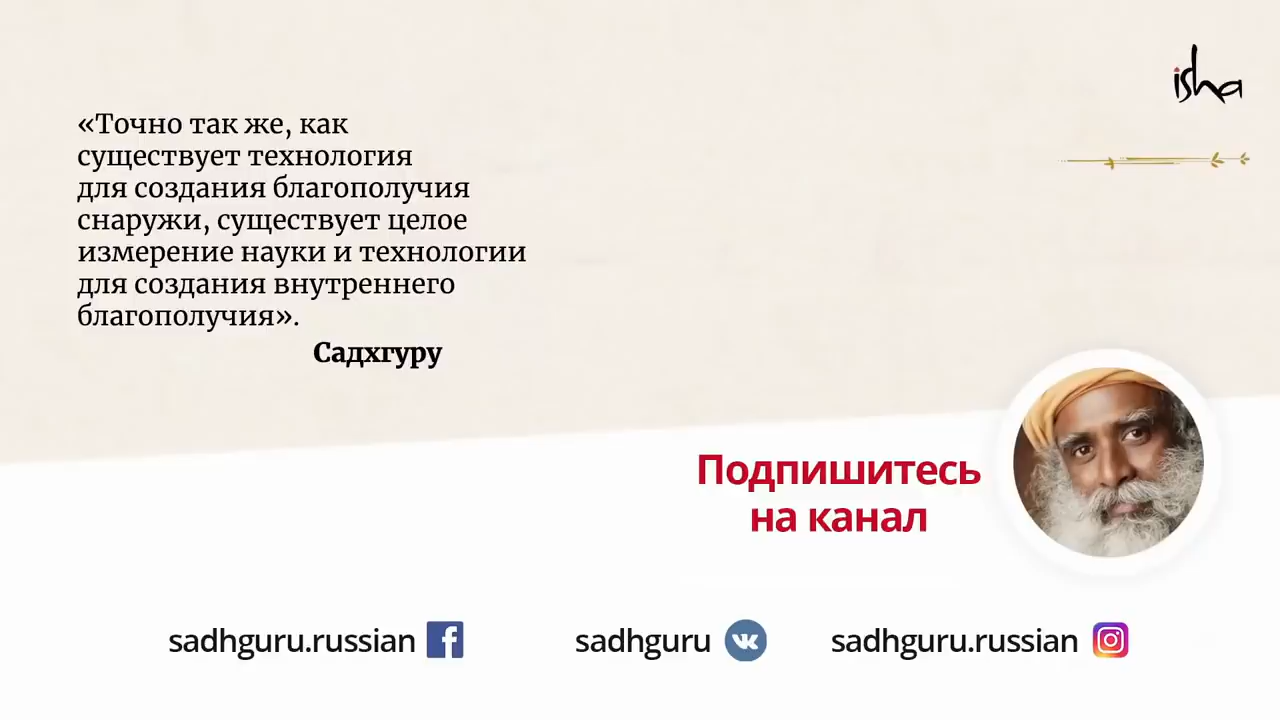 isha
«Точно так же, как
существует технология
для создания благополучия
снаружи, существует целое
измерение науки и технологии
для создания внутреннего
благополучия».
Садхгуру
Подпишитесь
на канал
sadhguru.russian
sadhguru
sadhguru.russian